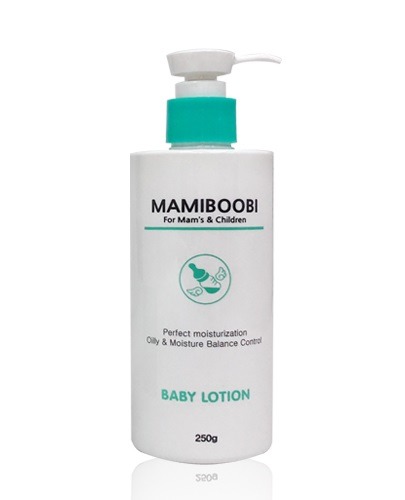 MAMIBOOBI
For Mam's & Children
Perfect moisturization
Oilly & Moisture Balance Control
BABY LOTION
250g